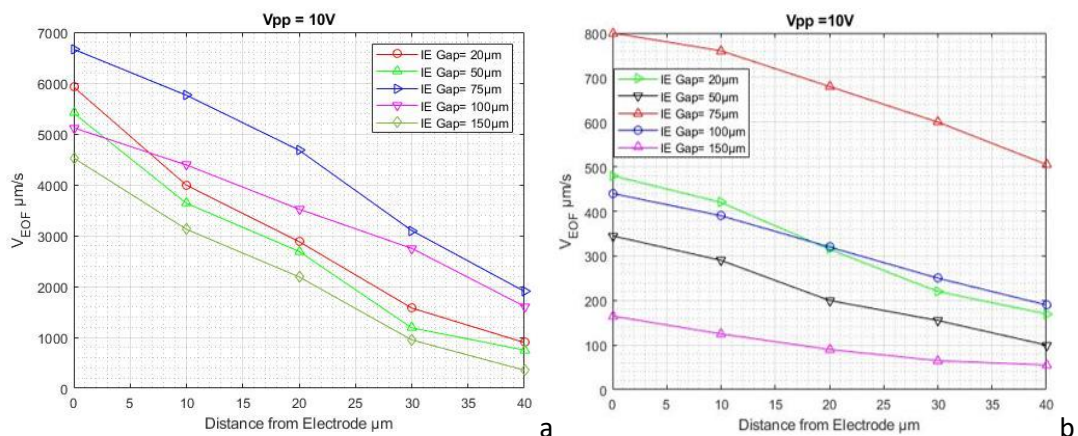 Vpp = 10V
7000
6000
5000
4000
3000
2000
1000
0
V_EOF µm/s
IE Gap= 20µm
IE Gap= 50µm
IE Gap= 75µm
IE Gap= 100µm
IE Gap= 150µm
0 5 10 15 20 25 30 35 40
Distance from Electrode µm
a
Vpp =10V
800
700
600
500
400
300
200
100
0
V_EOF µm/s
IE Gap= 20µm
IE Gap= 50µm
IE Gap= 75µm
IE Gap= 100µm
IE Gap= 150µm
0 5 10 15 20 25 30 35 40
Distance from Electrode µm
b